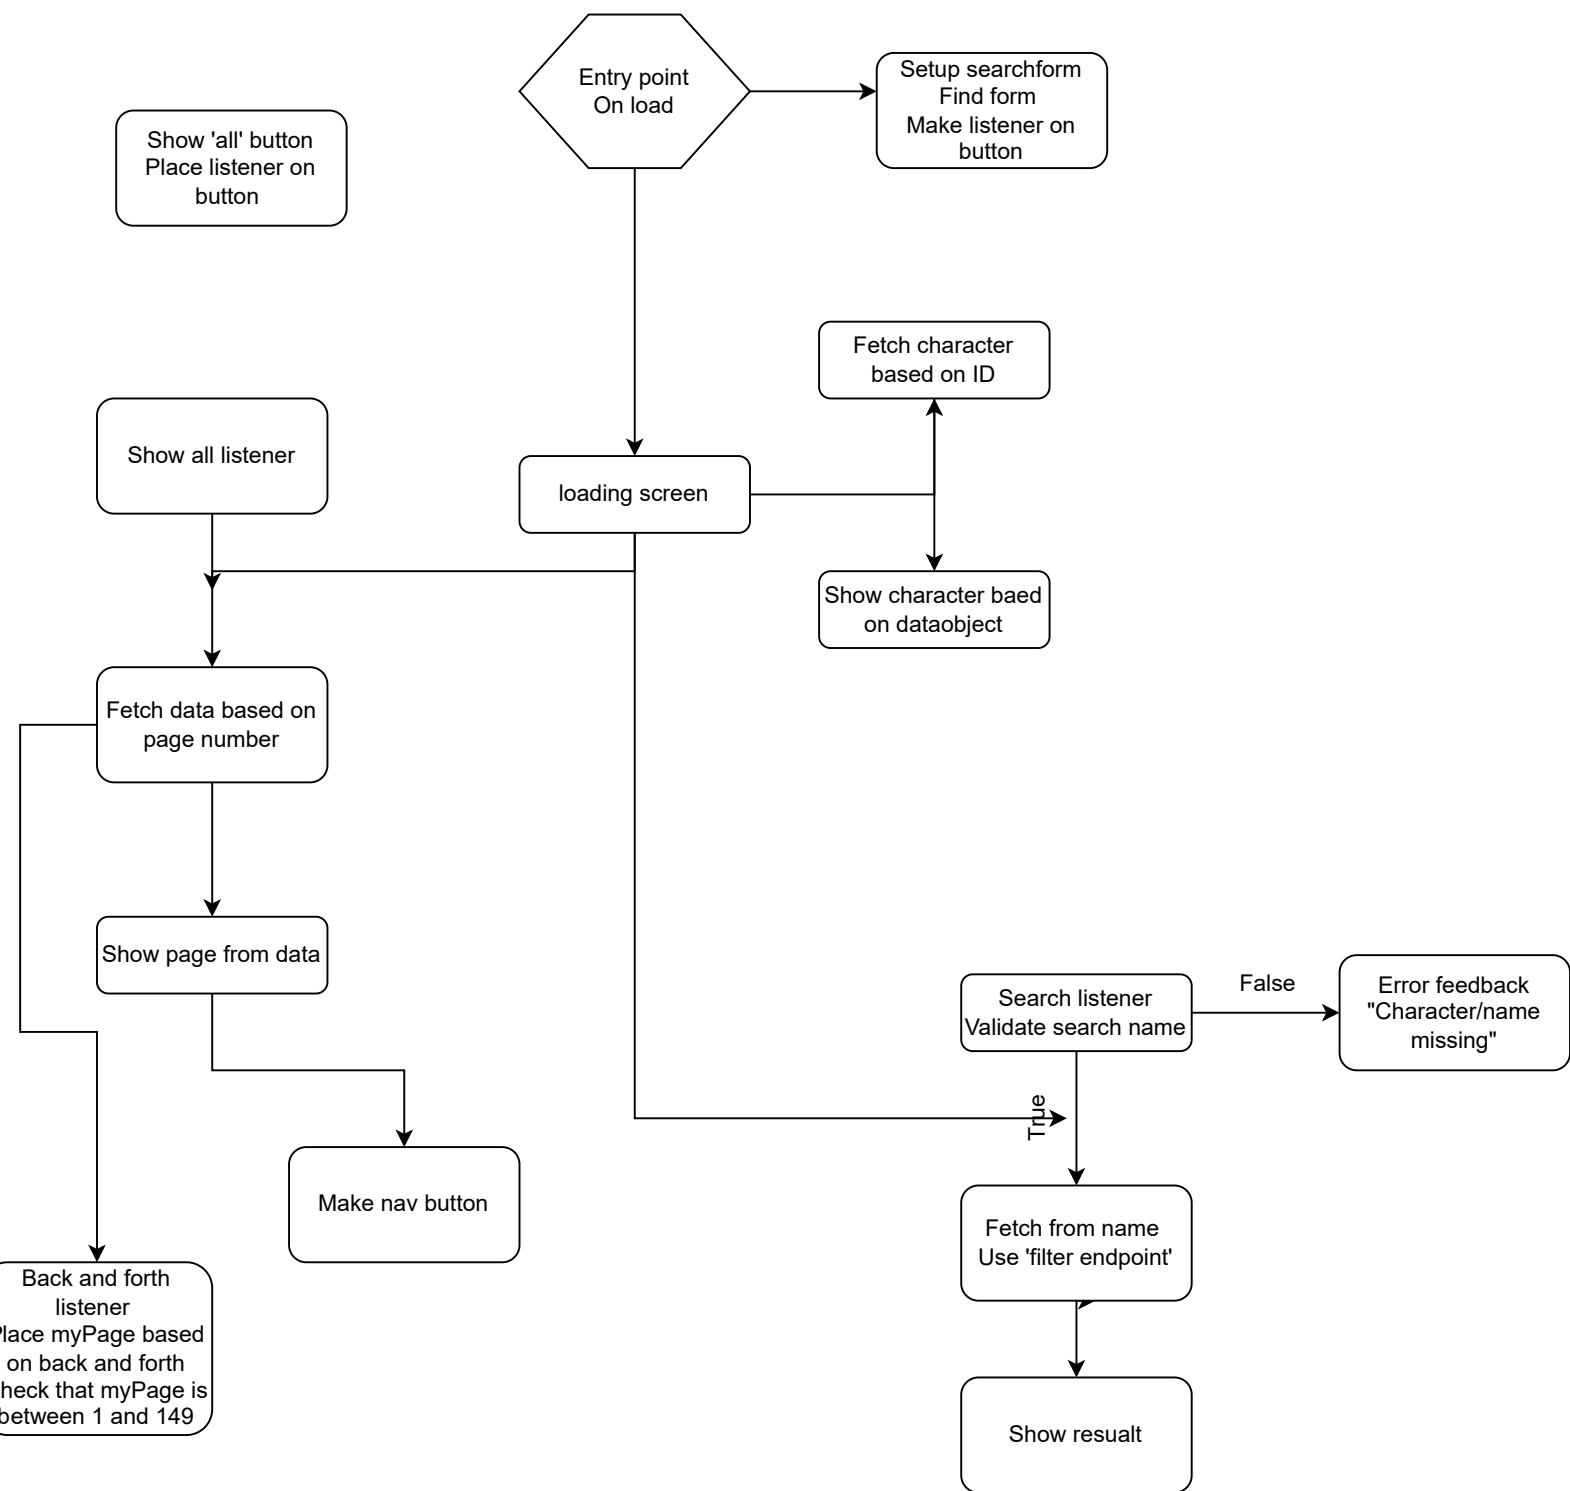 Entry point
On load
Setup searchform
Find form
Make listener on
button
Show 'all' button
Place listener on
button
Fetch character
based on ID
Show all listener
loading screen
Show character baed
on dataobject
Fetch data based on
page number
Show page from data
Search listener
Validate search name
False
Error feedback
"Character/name
missing"
True
Make nav button
Fetch from name
Use 'filter endpoint'
Back and forth
listener
Place myPage based
on back and forth
heck that myPage is
between 1 and 149
Show resualt